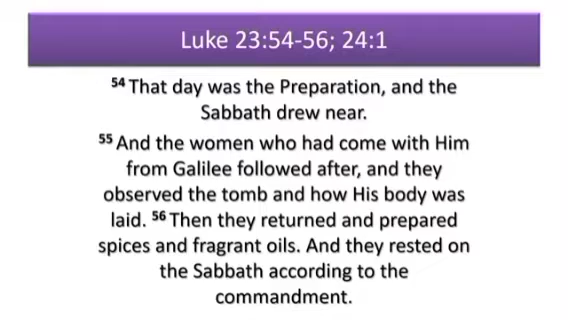 Luke 23:54-56; 24:1
54 That day was the Preparation, and the
Sabbath drew near.
55 And the women who had come with Him
from Galilee followed after, and they
observed the tomb and how His body was
laid. 56 Then they returned and prepared
spices and fragrant oils. And they rested on
the Sabbath according to the
commandment.